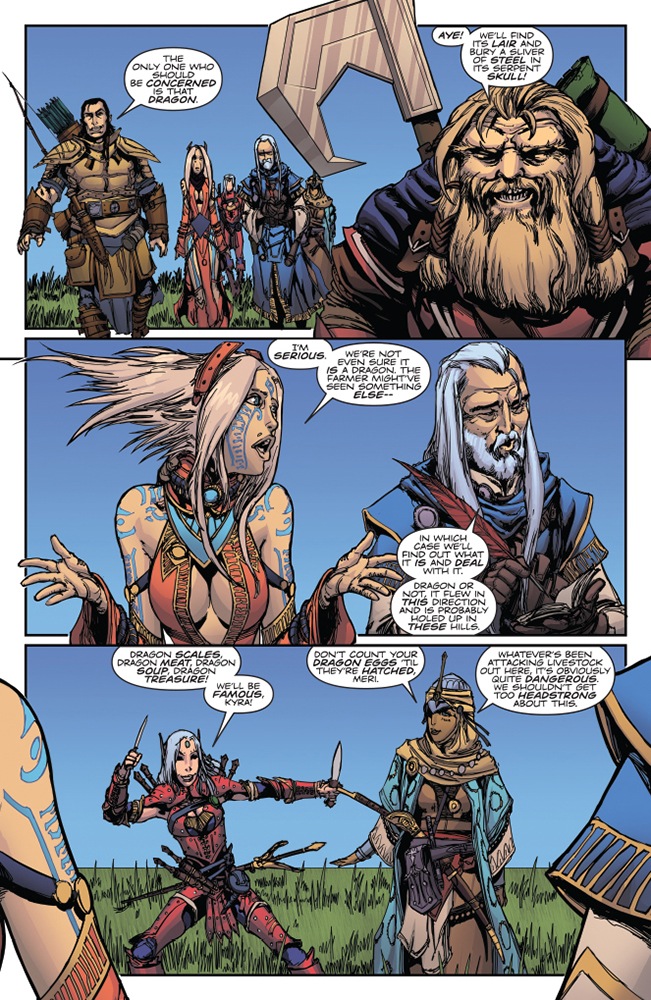 THE
ONLY ONE WHO
SHOULD
BE CONCERNED
IS THAT
DRAGON.
AYE!
WE'LL FIND
ITS LAIR AND
BURY A SLIVER
OF STEEL IN
ITS SERPENT
SKULL!
I'M
SERIOUS.
WE'RE NOT
EVEN SURE IT
IS A DRAGON. THE
FARMER MIGHT'VE
SEEN SOMETHING
ELSE--
IN WHICH
CASE WE'LL
FIND OUT WHAT
IT IS AND DEAL
WITH IT.
DRAGON OR
NOT, IT FLEW IN
THIS DIRECTION
AND IS PROBABLY
HOLED UP IN
THESE HILLS.
DRAGON SCALES,
DRAGON MEAT, DRAGON
SOUP, DRAGON
TREASURE!
WE'LL BE
FAMOUS,
KYRA!
DON'T COUNT YOUR
DRAGON EGGS 'TIL
THEY'RE HATCHED,
MERI.
WHATEVER'S BEEN
ATTACKING LIVESTOCK
OUT HERE, IT'S OBVIOUSLY
QUITE DANGEROUS.
WE SHOULDN'T GET
TOO HEADSTRONG
ABOUT THIS.